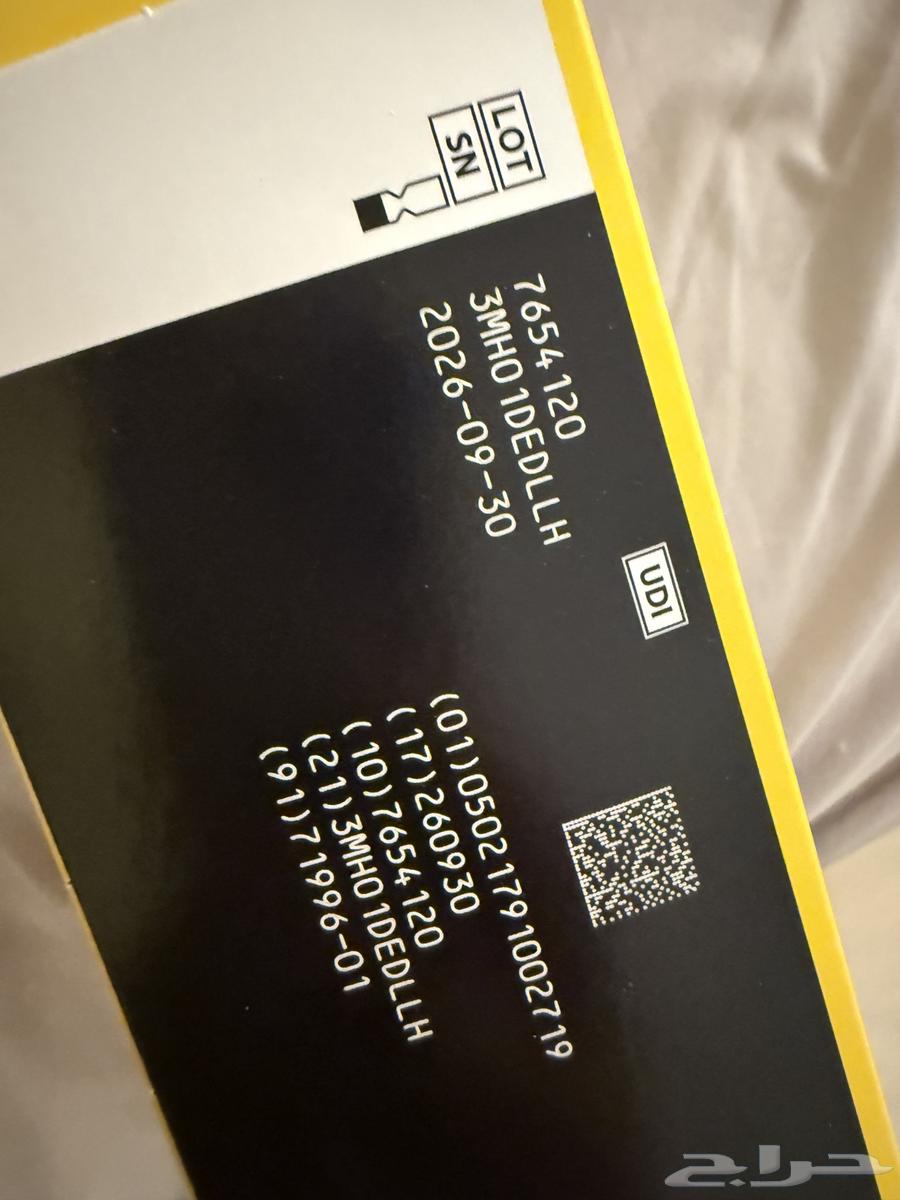 LOT 7654120
SN 3MH01DEDLLH
2026-09-30
UDI
(01)05021791002719
(17)260930
(10)7654120
(21)3MH01DEDLLH
(91)71996-01
حراج